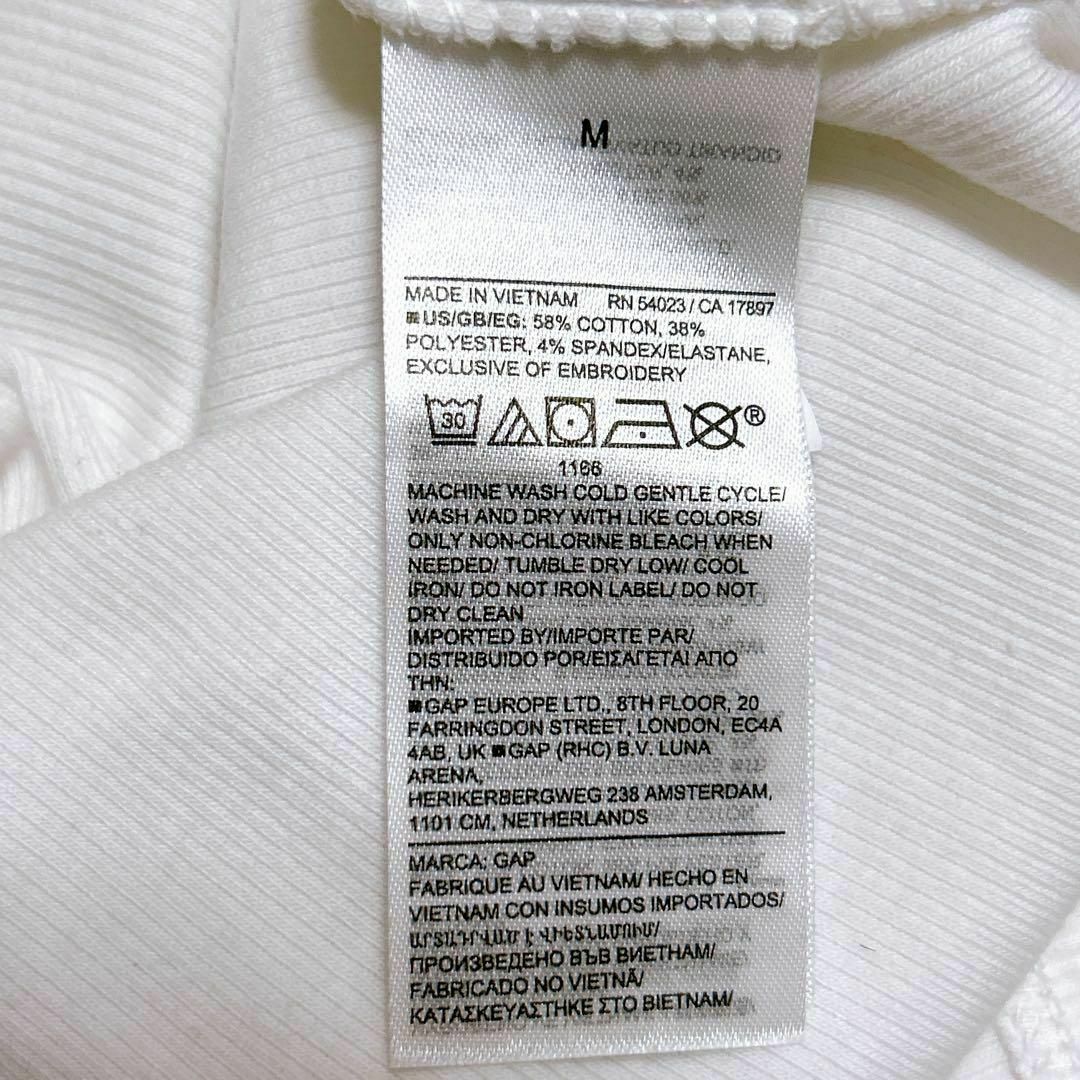 M
MADE IN VIETNAM RN 54023 / CA 17897
US/GB/EG: 58% COTTON, 38%
POLYESTER, 4% SPANDEX/ELASTANE,
EXCLUSIVE OF EMBROIDERY
30
®
1166
MACHINE WASH COLD GENTLE CYCLE/
WASH AND DRY WITH LIKE COLORS/
ONLY NON-CHLORINE BLEACH WHEN
NEEDED/ TUMBLE DRY LOW/ COOL
IRON/ DO NOT IRON LABEL/ DO NOT
DRY CLEAN
IMPORTED BY/IMPORTE PAR/
DISTRIBUIDO POR/ΕΙΣΑΓΕΤΑΙ ΑΠΟ
ΤΗΝ:
■GAP EUROPE LTD., 8TH FLOOR, 20
FARRINGDON STREET, LONDON, EC4A
4AB, UK ■GAP (RHC) B.V. LUNA
ARENA,
HERIKERBERGWEG 238 AMSTERDAM,
1101 CM, NETHERLANDS
MARCA: GAP
FABRIQUE AU VIETNAM/ HECHO EN
VIETNAM CON INSUMOS IMPORTADOS/
ԱՐՏԱԴՐՎԱԾ Է ՎԻԵՏՆԱՄՈՒՄ/
ПРОИЗВЕДЕНО ВЪВ ВИЕТНАМ/
FABRICADO NO VIETNÃ/
ΚΑΤΑΣΚΕΥΑΣΤΗΚΕ ΣΤΟ ΒΙΕΤΝΑΜ/